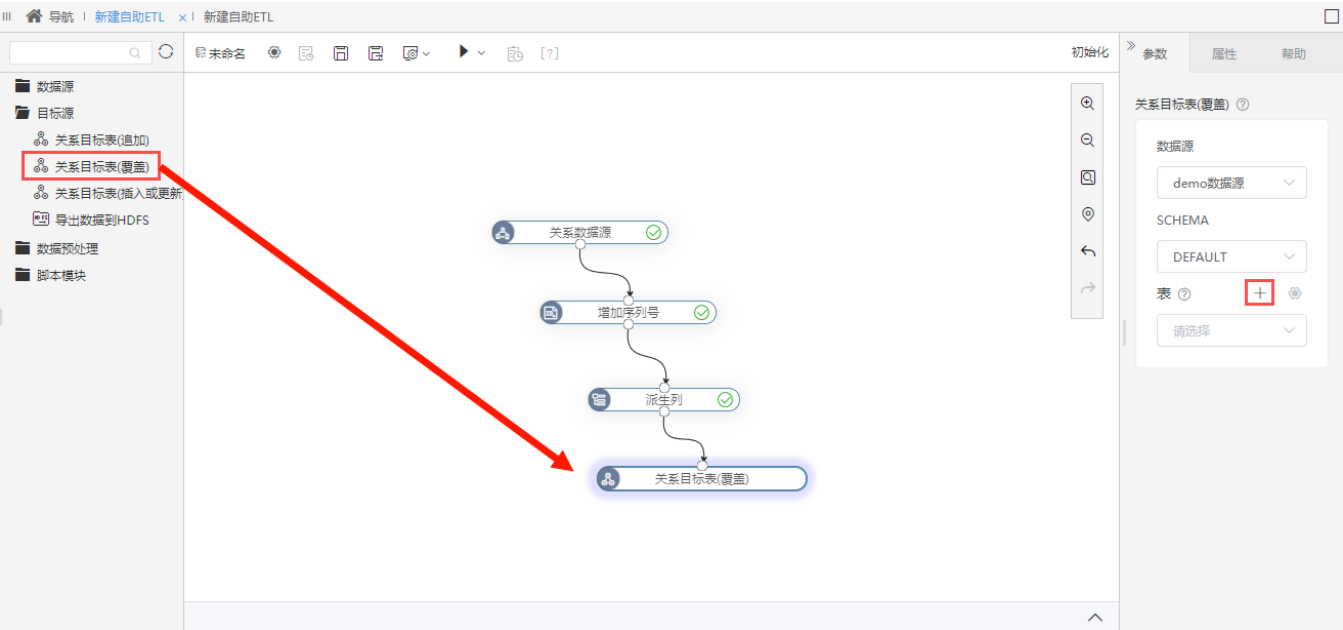 导航 新建自助ETL × 新建自助ETL
未命名 [?] 初始化
参数 属性 帮助
数据源
目标源
关系目标表(追加)
关系目标表(覆盖)
关系目标表(插入或更新
导出数据到HDFS
数据预处理
脚本模块
关系数据源
增加序列号
派生列
关系目标表(覆盖)
关系目标表(覆盖) ?
数据源
demo数据源
SCHEMA
DEFAULT
表 ? +
请选择